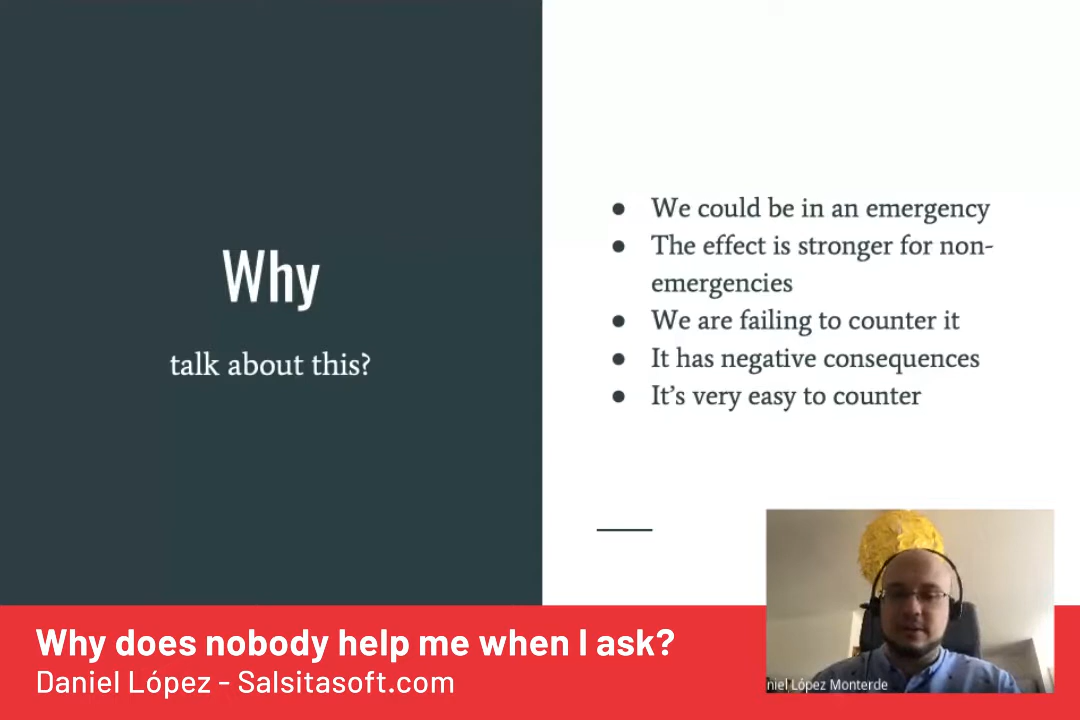 Why
talk about this?
● We could be in an emergency
● The effect is stronger for non-
emergencies
● We are failing to counter it
● It has negative consequences
● It’s very easy to counter
Why does nobody help me when I ask?
Daniel López - Salsitasoft.com
niel López Monterde